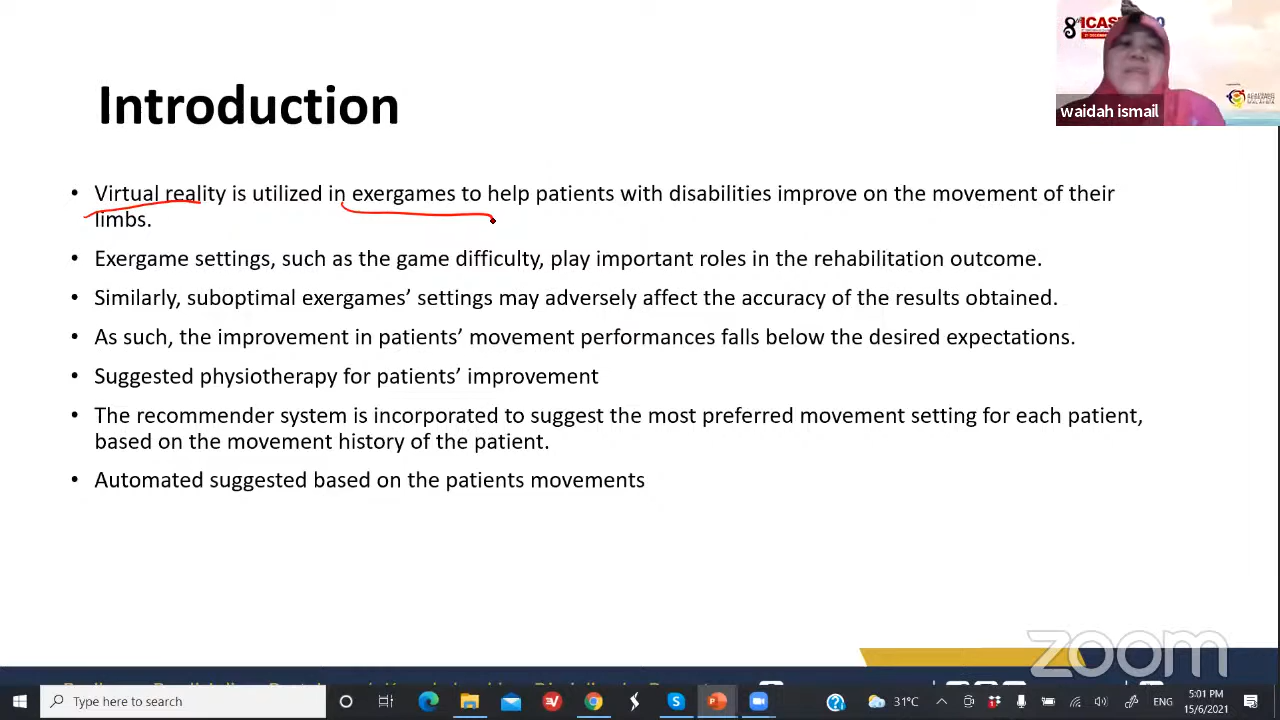 8th ICAS
waidah ismail
Introduction
• Virtual reality is utilized in exergames to help patients with disabilities improve on the movement of their
limbs.
• Exergame settings, such as the game difficulty, play important roles in the rehabilitation outcome.
• Similarly, suboptimal exergames’ settings may adversely affect the accuracy of the results obtained.
• As such, the improvement in patients’ movement performances falls below the desired expectations.
• Suggested physiotherapy for patients’ improvement
• The recommender system is incorporated to suggest the most preferred movement setting for each patient,
based on the movement history of the patient.
• Automated suggested based on the patients movements
zoom
Type here to search
31°C
ENG
5:01 PM
15/6/2021